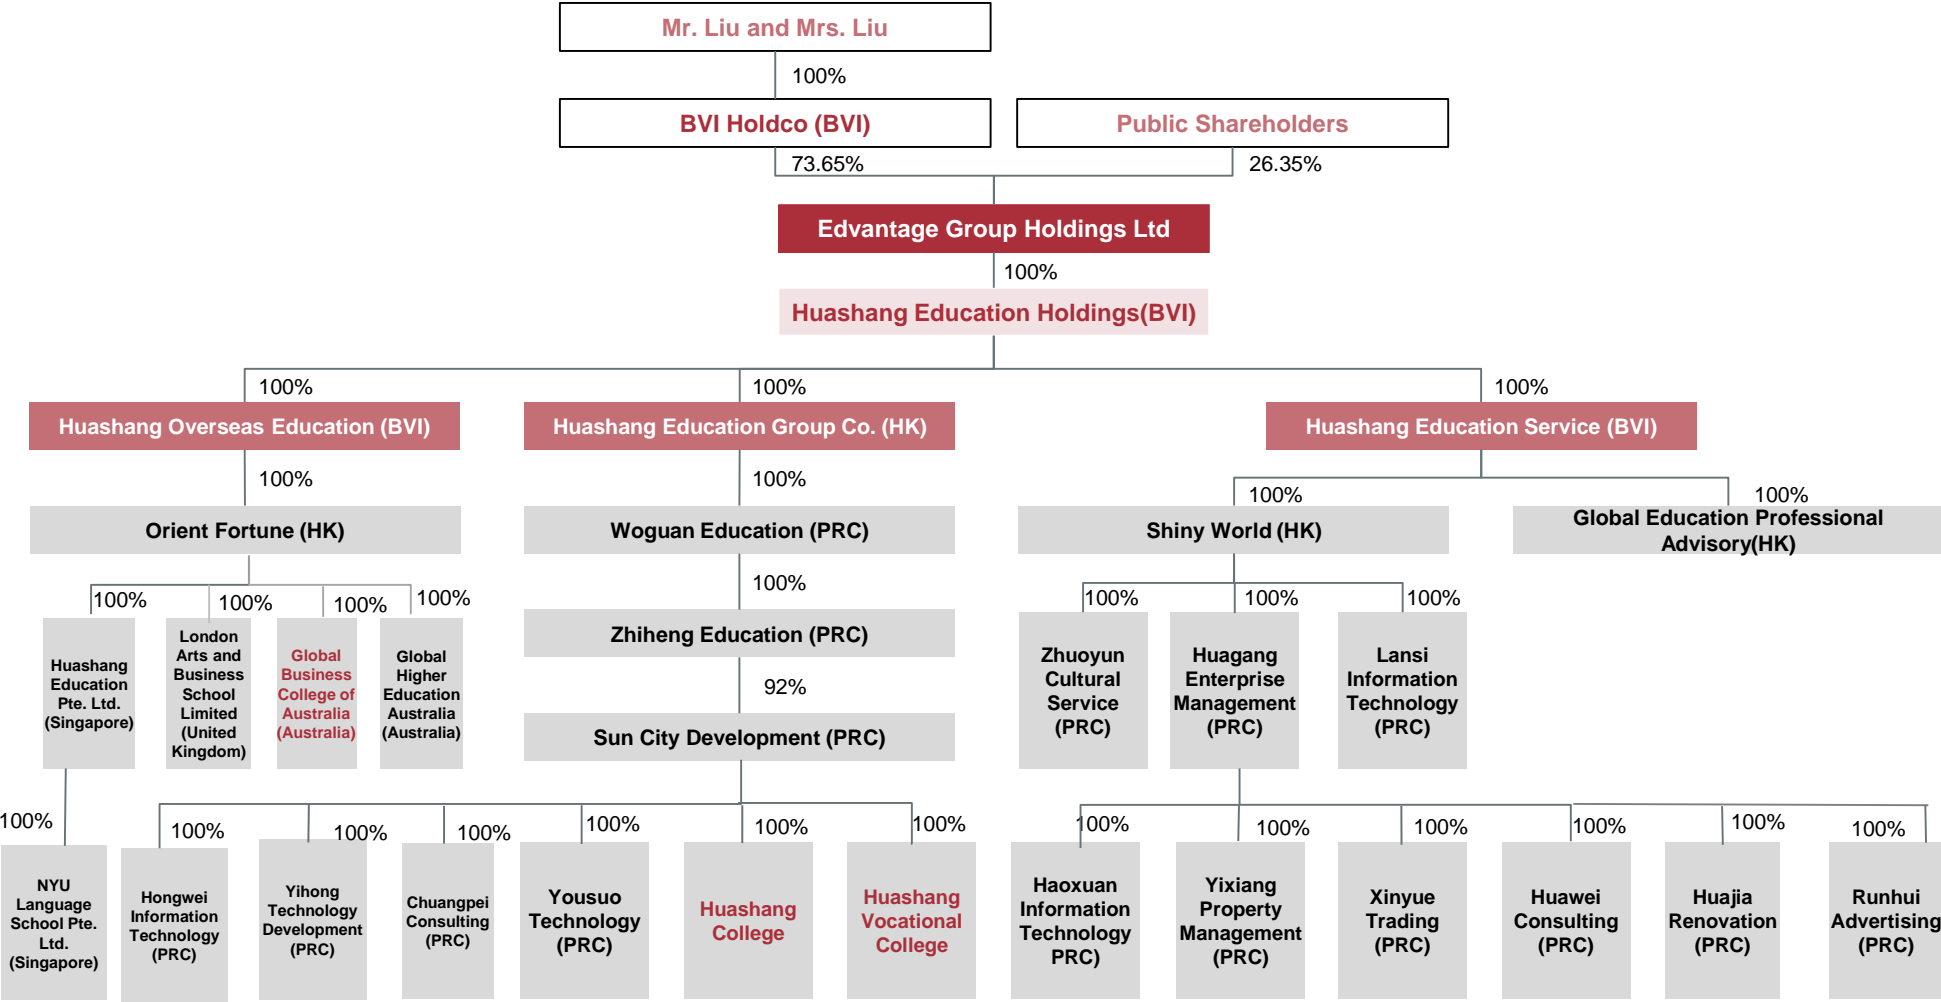 Mr. Liu and Mrs. Liu
100%
BVI Holdco (BVI)
Public Shareholders
73.65%
26.35%
Edvantage Group Holdings Ltd
100%
Huashang Education Holdings(BVI)
100%
100%
100%
Huashang Overseas Education (BVI)
Huashang Education Group Co. (HK)
Huashang Education Service (BVI)
100%
100%
100%
100%
Orient Fortune (HK)
Woguan Education (PRC)
Shiny World (HK)
Global Education Professional
Advisory(HK)
100%
100%
100%
100%
100%
100%
100%
100%
Huashang
Education
Pte. Ltd.
(Singapore)
London
Arts and
Business
School
Limited
(United
Kingdom)
Global
Business
College of
Australia
(Australia)
Global
Higher
Education
Australia
(Australia)
Zhiheng Education (PRC)
92%
Sun City Development (PRC)
Zhuoyun
Cultural
Service
(PRC)
Huagang
Enterprise
Management
(PRC)
Lansi
Information
Technology
(PRC)
100%
100%
100%
100%
100%
100%
100%
100%
100%
100%
100%
100%
100%
NYU
Language
School Pte.
Ltd.
(Singapore)
Hongwei
Information
Technology
(PRC)
Yihong
Technology
Development
(PRC)
Chuangpei
Consulting
(PRC)
Yousuo
Technology
(PRC)
Huashang
College
Huashang
Vocational
College
Haoxuan
Information
Technology
PRC)
Yixiang
Property
Management
(PRC)
Xinyue
Trading
(PRC)
Huawei
Consulting
(PRC)
Huajia
Renovation
(PRC)
Runhui
Advertising
(PRC)